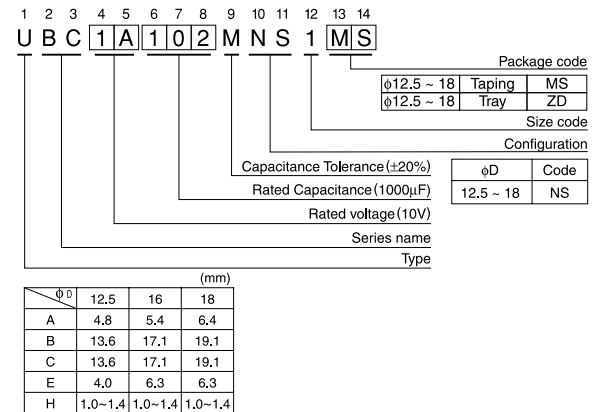 1 2 3 4 5 6 7 8 9 10 11 12 13 14
U B C 1 A 1 0 2 M N S 1 M S
Package code
ϕ12.5 ~ 18 Taping MS
ϕ12.5 ~ 18 Tray ZD
Size code
Configuration
ϕD Code
12.5 ~ 18 NS
Capacitance Tolerance (±20%)
Rated Capacitance (1000μF)
Rated voltage (10V)
Series name
Type
(mm)
ϕD 12.5 16 18
A 4.8 5.4 6.4
B 13.6 17.1 19.1
C 13.6 17.1 19.1
E 4.0 6.3 6.3
H 1.0~1.4 1.0~1.4 1.0~1.4